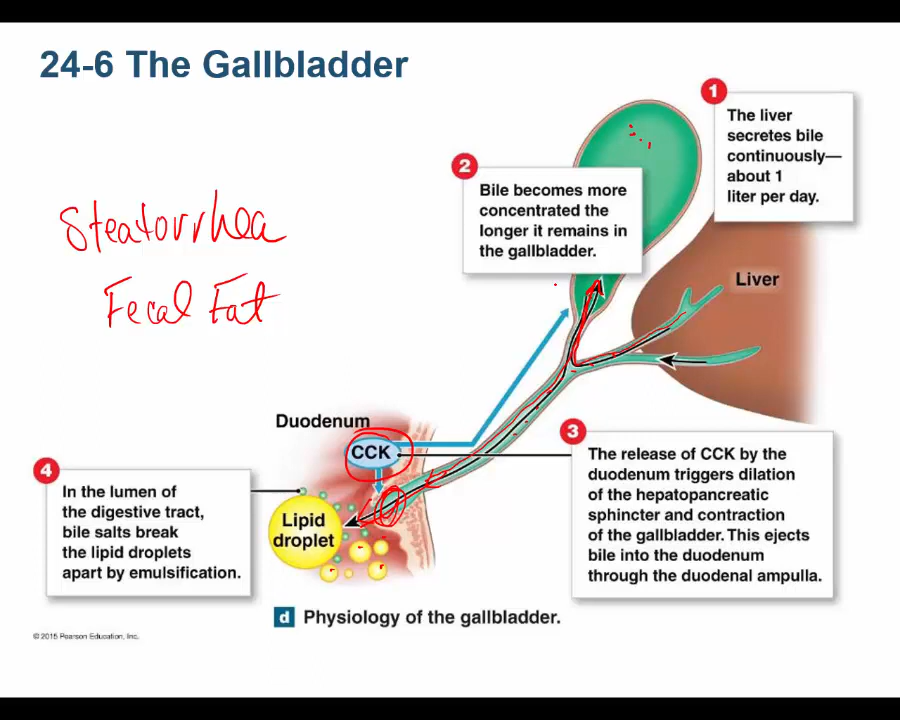 24-6 The Gallbladder
1
The liver
secretes bile
continuously—
about 1
liter per day.
2
Bile becomes more
concentrated the
longer it remains in
the gallbladder.
Steatorrhea
Fecal Fat
Liver
Duodenum
CCK
3
The release of CCK by the
duodenum triggers dilation
of the hepatopancreatic
sphincter and contraction
of the gallbladder. This ejects
bile into the duodenum
through the duodenal ampulla.
4
In the lumen of
the digestive tract,
bile salts break
the lipid droplets
apart by emulsification.
Lipid
droplet
d Physiology of the gallbladder.
© 2015 Pearson Education, Inc.